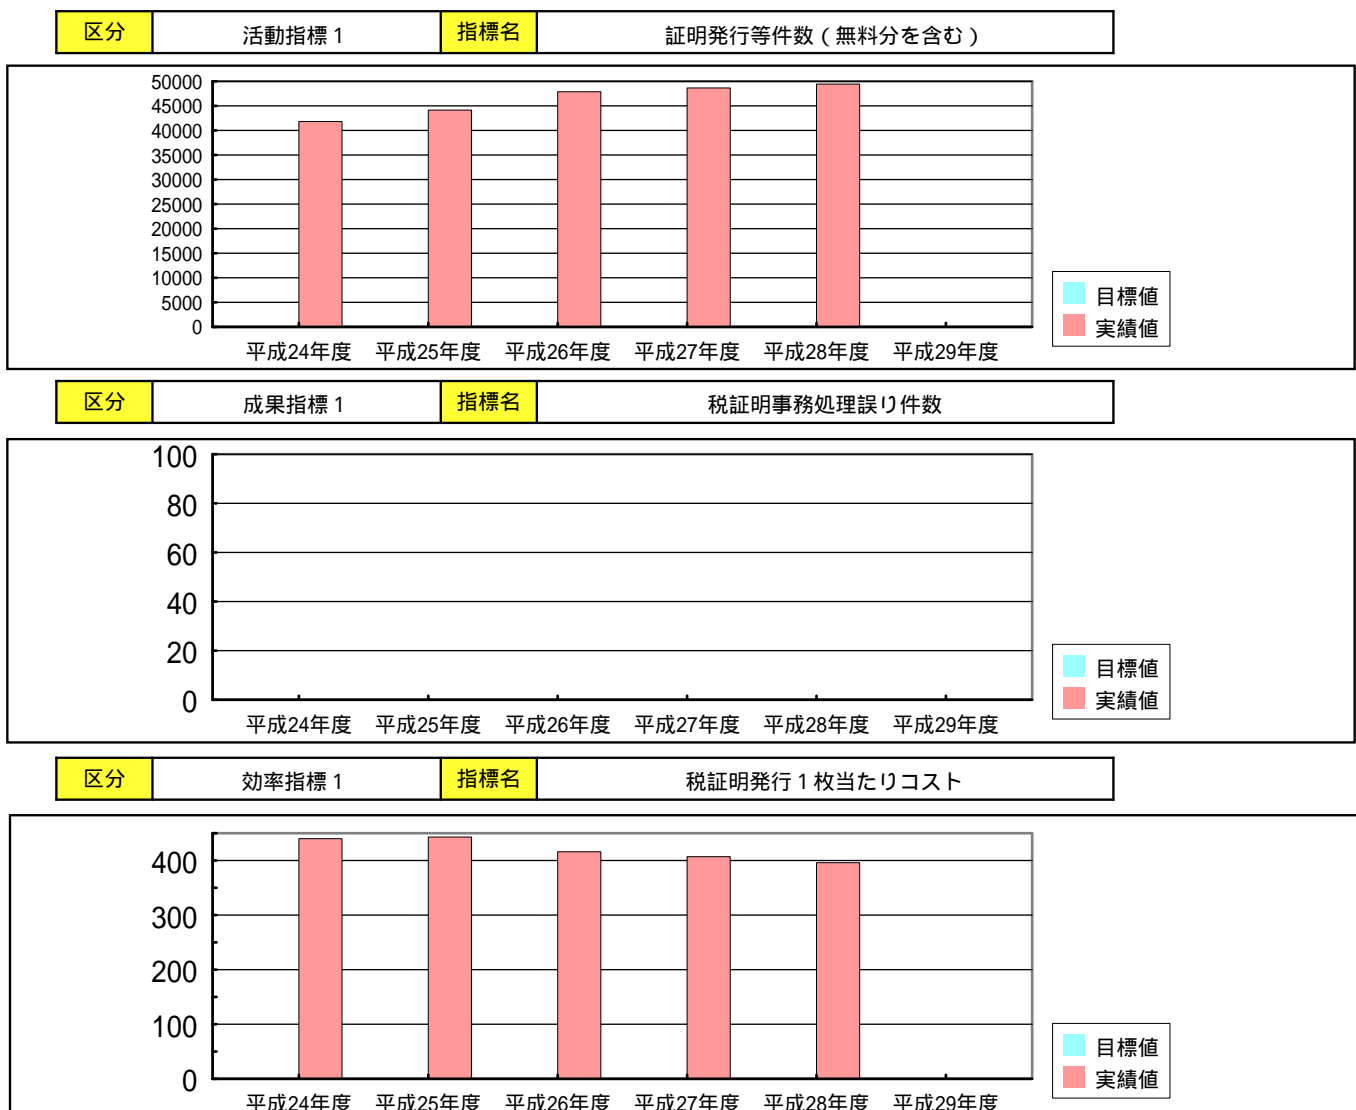 区分 活動指標1 指標名 証明発行等件数(無料分を含む)
50000
45000
40000
35000
30000
25000
20000
15000
10000
5000
0
平成24年度 平成25年度 平成26年度 平成27年度 平成28年度 平成29年度
目標値
実績値
区分 成果指標1 指標名 税証明事務処理誤り件数
100
80
60
40
20
0
平成24年度 平成25年度 平成26年度 平成27年度 平成28年度 平成29年度
目標値
実績値
区分 効率指標1 指標名 税証明発行1枚当たりコスト
400
300
200
100
0
平成24年度 平成25年度 平成26年度 平成27年度 平成28年度 平成29年度
目標値
実績値